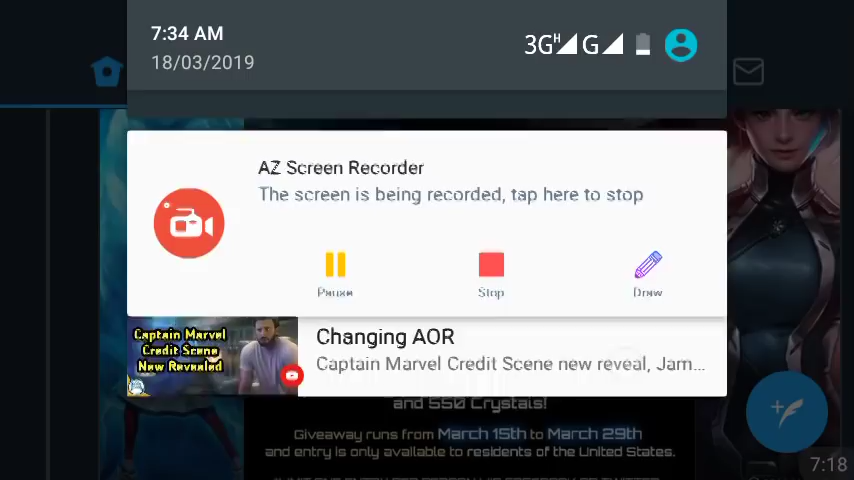 7:34 AM
3G H G
18/03/2019
AZ Screen Recorder
The screen is being recorded, tap here to stop
Pause
Stop
Draw
Captain Marvel
Credit Scene
New Revealed
Changing AOR
Captain Marvel Credit Scene new reveal, Jam...
and 550 Crystals!
Giveaway runs from March 15th to March 29th
and entry is only available to residents of the United States.
7:18